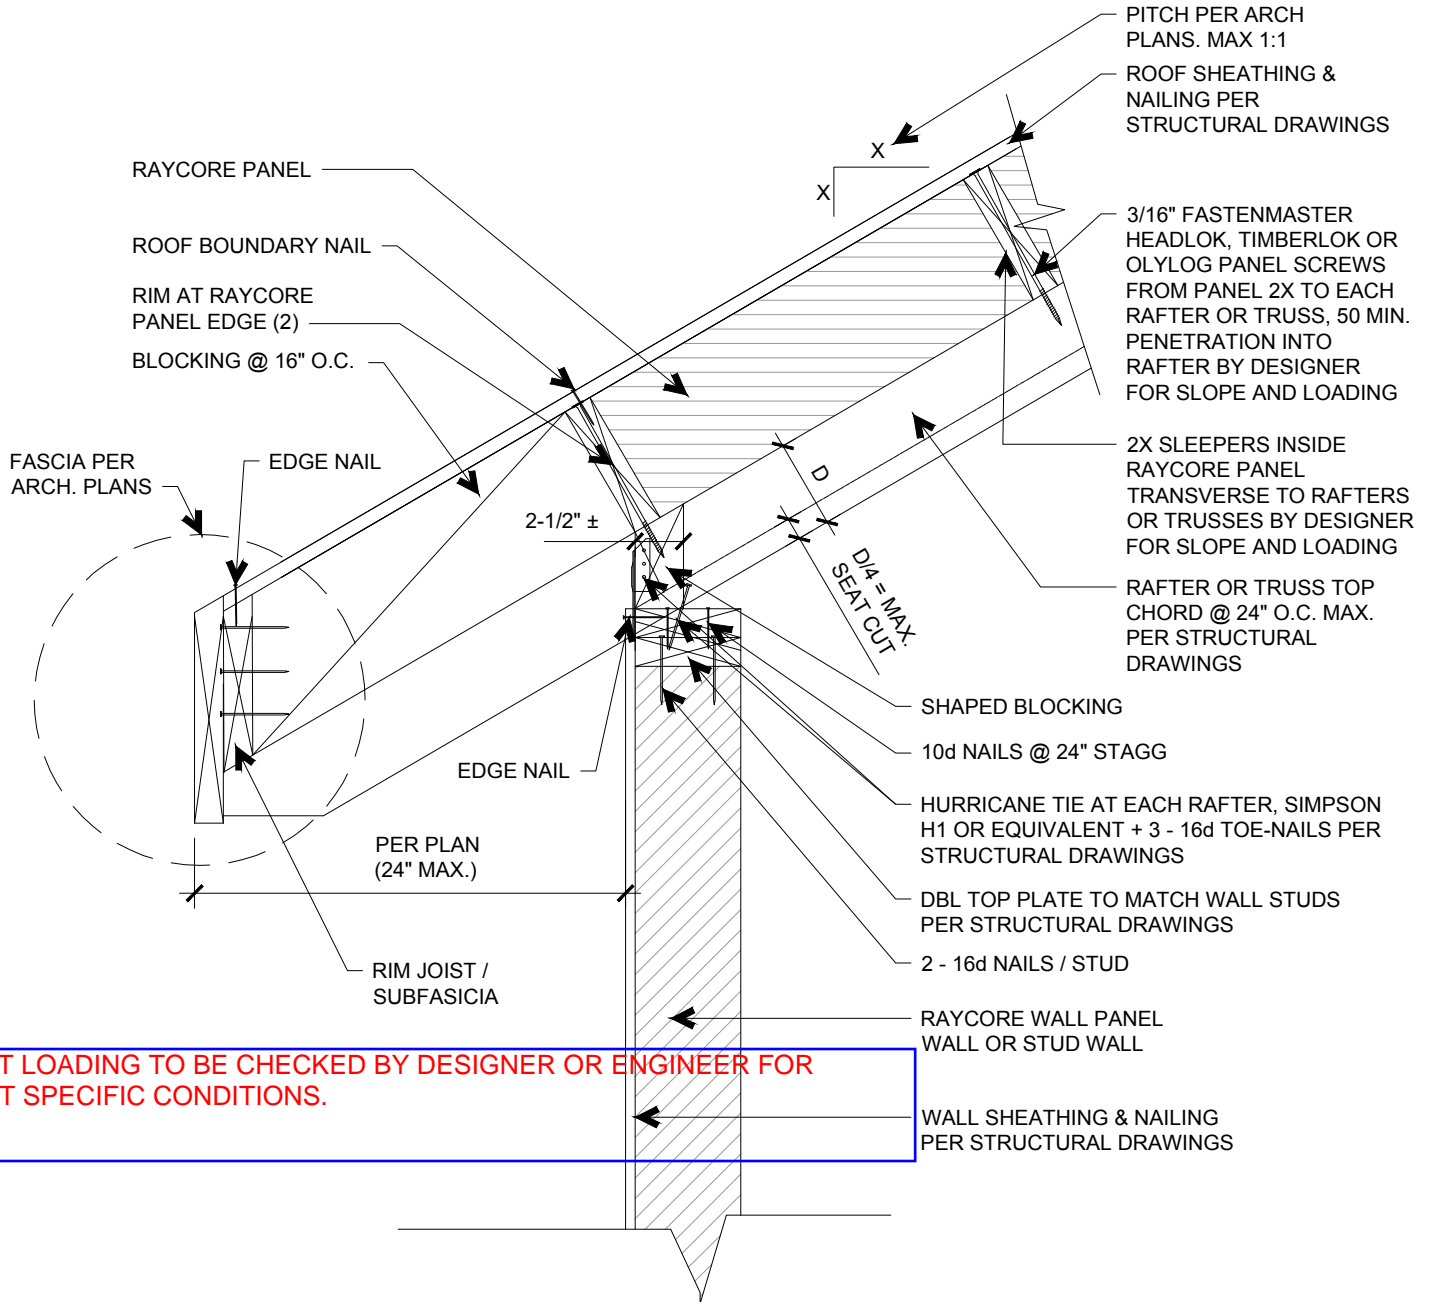 PITCH PER ARCH
PLANS. MAX 1:1
ROOF SHEATHING &
NAILING PER
STRUCTURAL DRAWINGS
X
X
RAYCORE PANEL
ROOF BOUNDARY NAIL
RIM AT RAYCORE
PANEL EDGE (2)
BLOCKING @ 16" O.C.
3/16" FASTENMASTER
HEADLOK, TIMBERLOK OR
OLYLOG PANEL SCREWS
FROM PANEL 2X TO EACH
RAFTER OR TRUSS, 50 MIN.
PENETRATION INTO
RAFTER BY DESIGNER
FOR SLOPE AND LOADING
FASCIA PER
ARCH. PLANS
EDGE NAIL
2-1/2" ±
D
D/4 = MAX.
SEAT CUT
2X SLEEPERS INSIDE
RAYCORE PANEL
TRANSVERSE TO RAFTERS
OR TRUSSES BY DESIGNER
FOR SLOPE AND LOADING
RAFTER OR TRUSS TOP
CHORD @ 24" O.C. MAX.
PER STRUCTURAL
DRAWINGS
SHAPED BLOCKING
10d NAILS @ 24" STAGG
EDGE NAIL
HURRICANE TIE AT EACH RAFTER, SIMPSON
H1 OR EQUIVALENT + 3 - 16d TOE-NAILS PER
STRUCTURAL DRAWINGS
PER PLAN
(24" MAX.)
DBL TOP PLATE TO MATCH WALL STUDS
PER STRUCTURAL DRAWINGS
2 - 16d NAILS / STUD
RIM JOIST /
SUBFASICIA
RAYCORE WALL PANEL
WALL OR STUD WALL
T LOADING TO BE CHECKED BY DESIGNER OR ENGINEER FOR
T SPECIFIC CONDITIONS.
WALL SHEATHING & NAILING
PER STRUCTURAL DRAWINGS